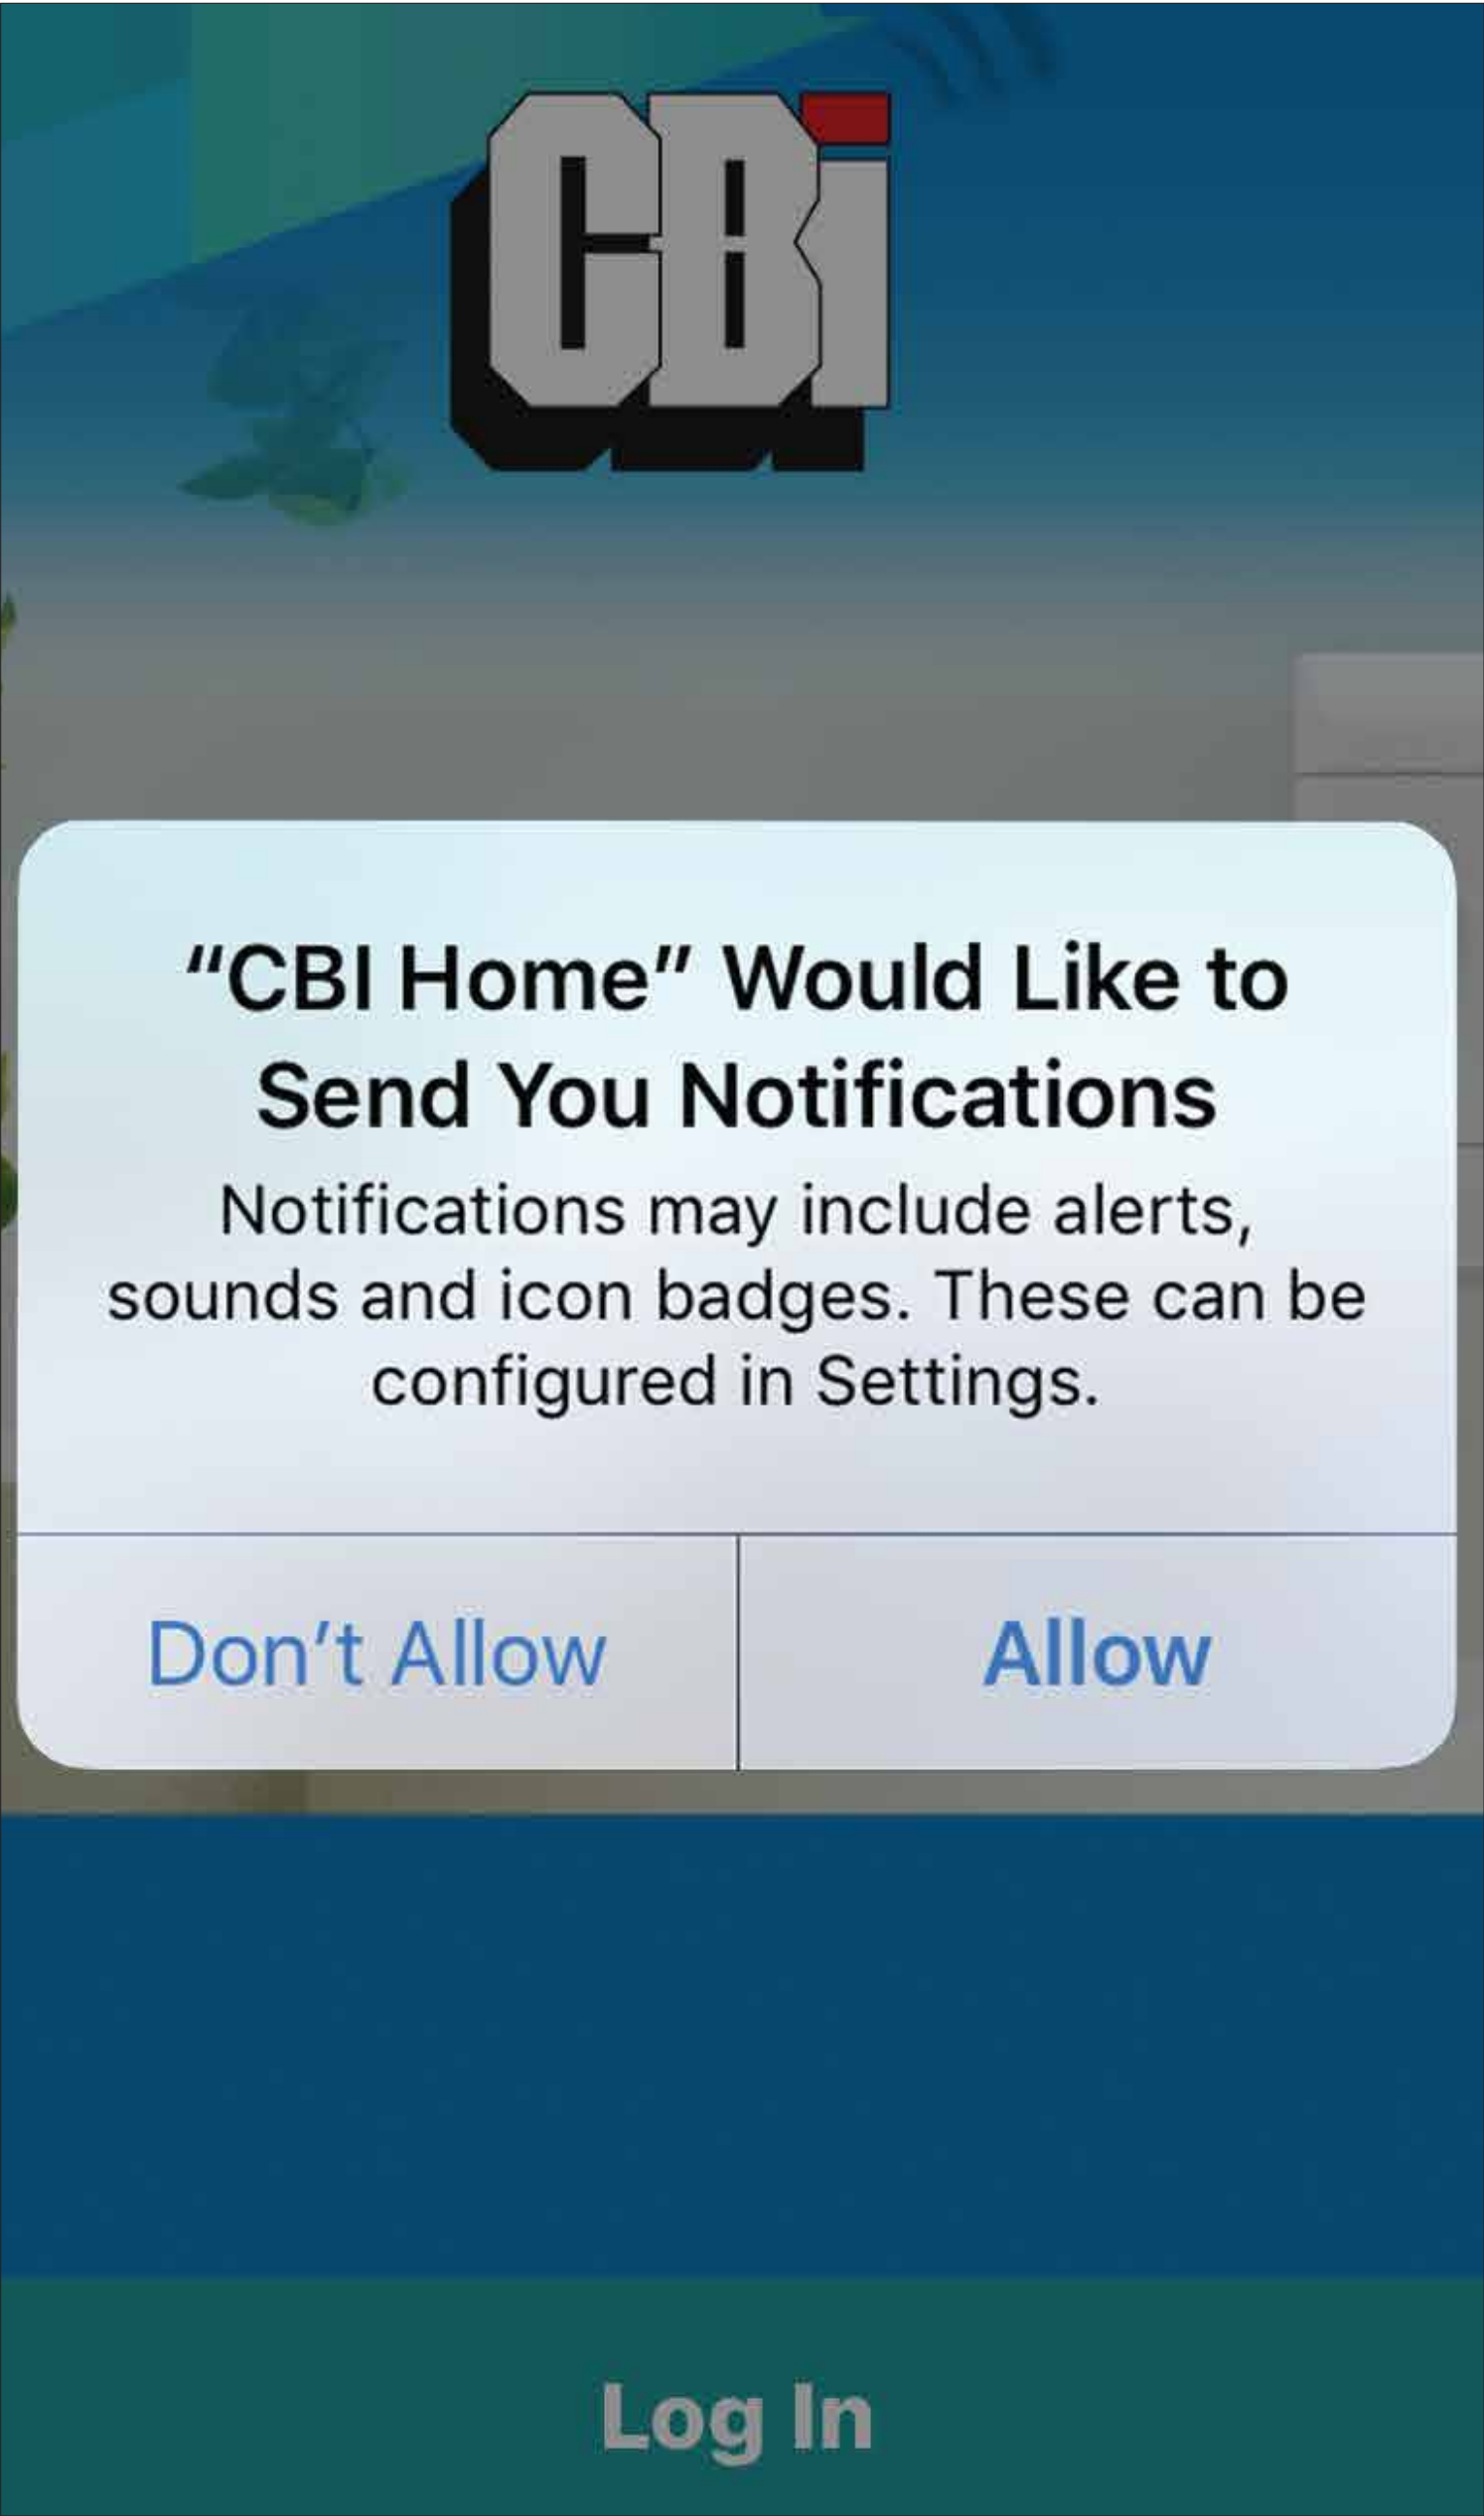 CBi
“CBI Home” Would Like to
Send You Notifications
Notifications may include alerts,
sounds and icon badges. These can be
configured in Settings.
Don’t Allow
Allow
Log In